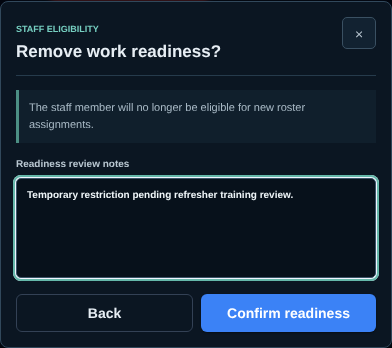 STAFF ELIGIBILITY
Remove work readiness?
×
The staff member will no longer be eligible for new roster
assignments.
Readiness review notes
Temporary restriction pending refresher training review.
Back
Confirm readiness